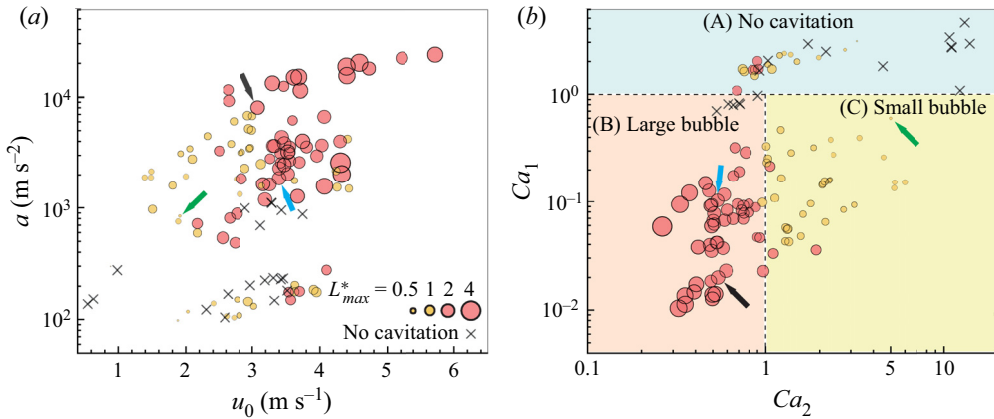 (a)
a (m s⁻²)
10⁴
10³
10²
L*max = 0.5 1 2 4
No cavitation ×
1 2 3 4 5 6
u₀ (m s⁻¹)
(b)
Ca₁
10⁰
10⁻¹
10⁻²
(A) No cavitation
(B) Large bubble
(C) Small bubble
0.1 1 10
Ca₂